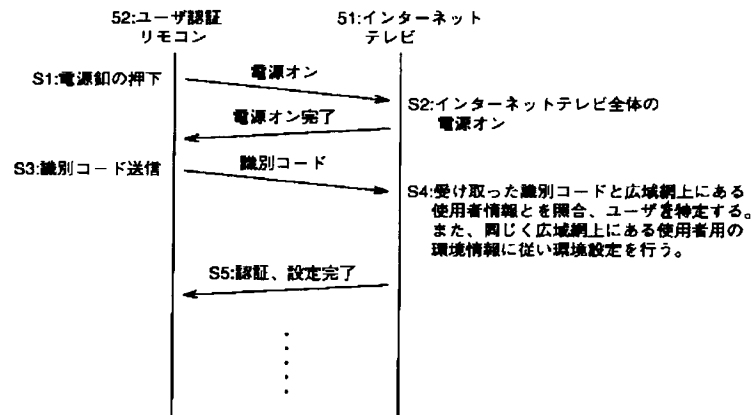 52:ユーザ認証
リモコン
51:インターネット
テレビ
S1:電源釦の押下
電源オン
S2:インターネットテレビ全体の
電源オン
電源オン完了
S3:識別コード送信
識別コード
S4:受け取った識別コードと広域網上にある
使用者情報とを照合、ユーザを特定する。
また、同じく広域網上にある使用者用の
環境情報に従い環境設定を行う。
S5:認証、設定完了